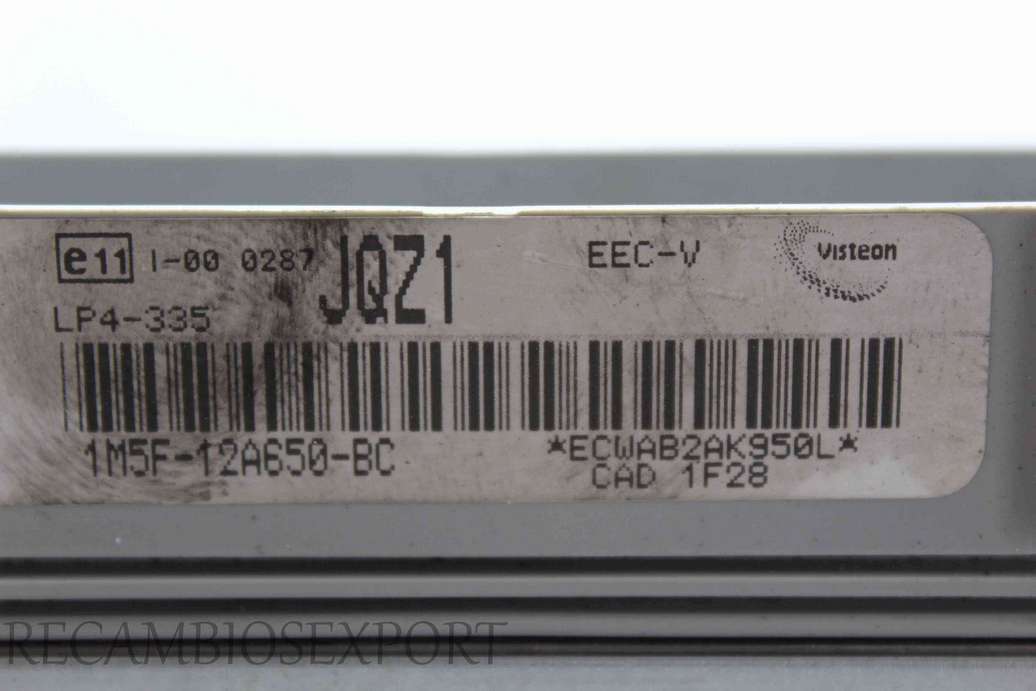 e11 I-00 0287 JQZ1 EEC-V Visteon
LP4-335
1M5F-12A650-BC *ECWAB2AK950L*
CAD 1F28
RECAMBIOSEXPORT